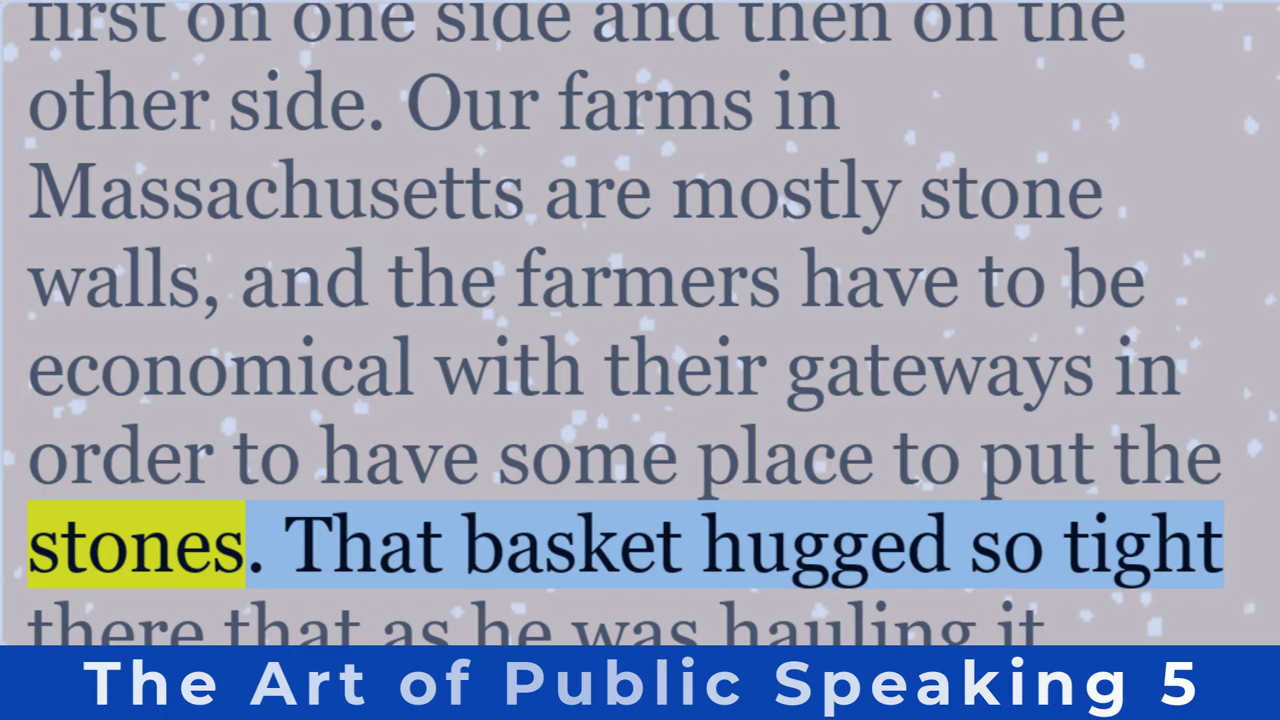 first on one side and then on the
other side. Our farms in
Massachusetts are mostly stone
walls, and the farmers have to be
economical with their gateways in
order to have some place to put the
stones. That basket hugged so tight
there that as he was hauling it
The Art of Public Speaking 5